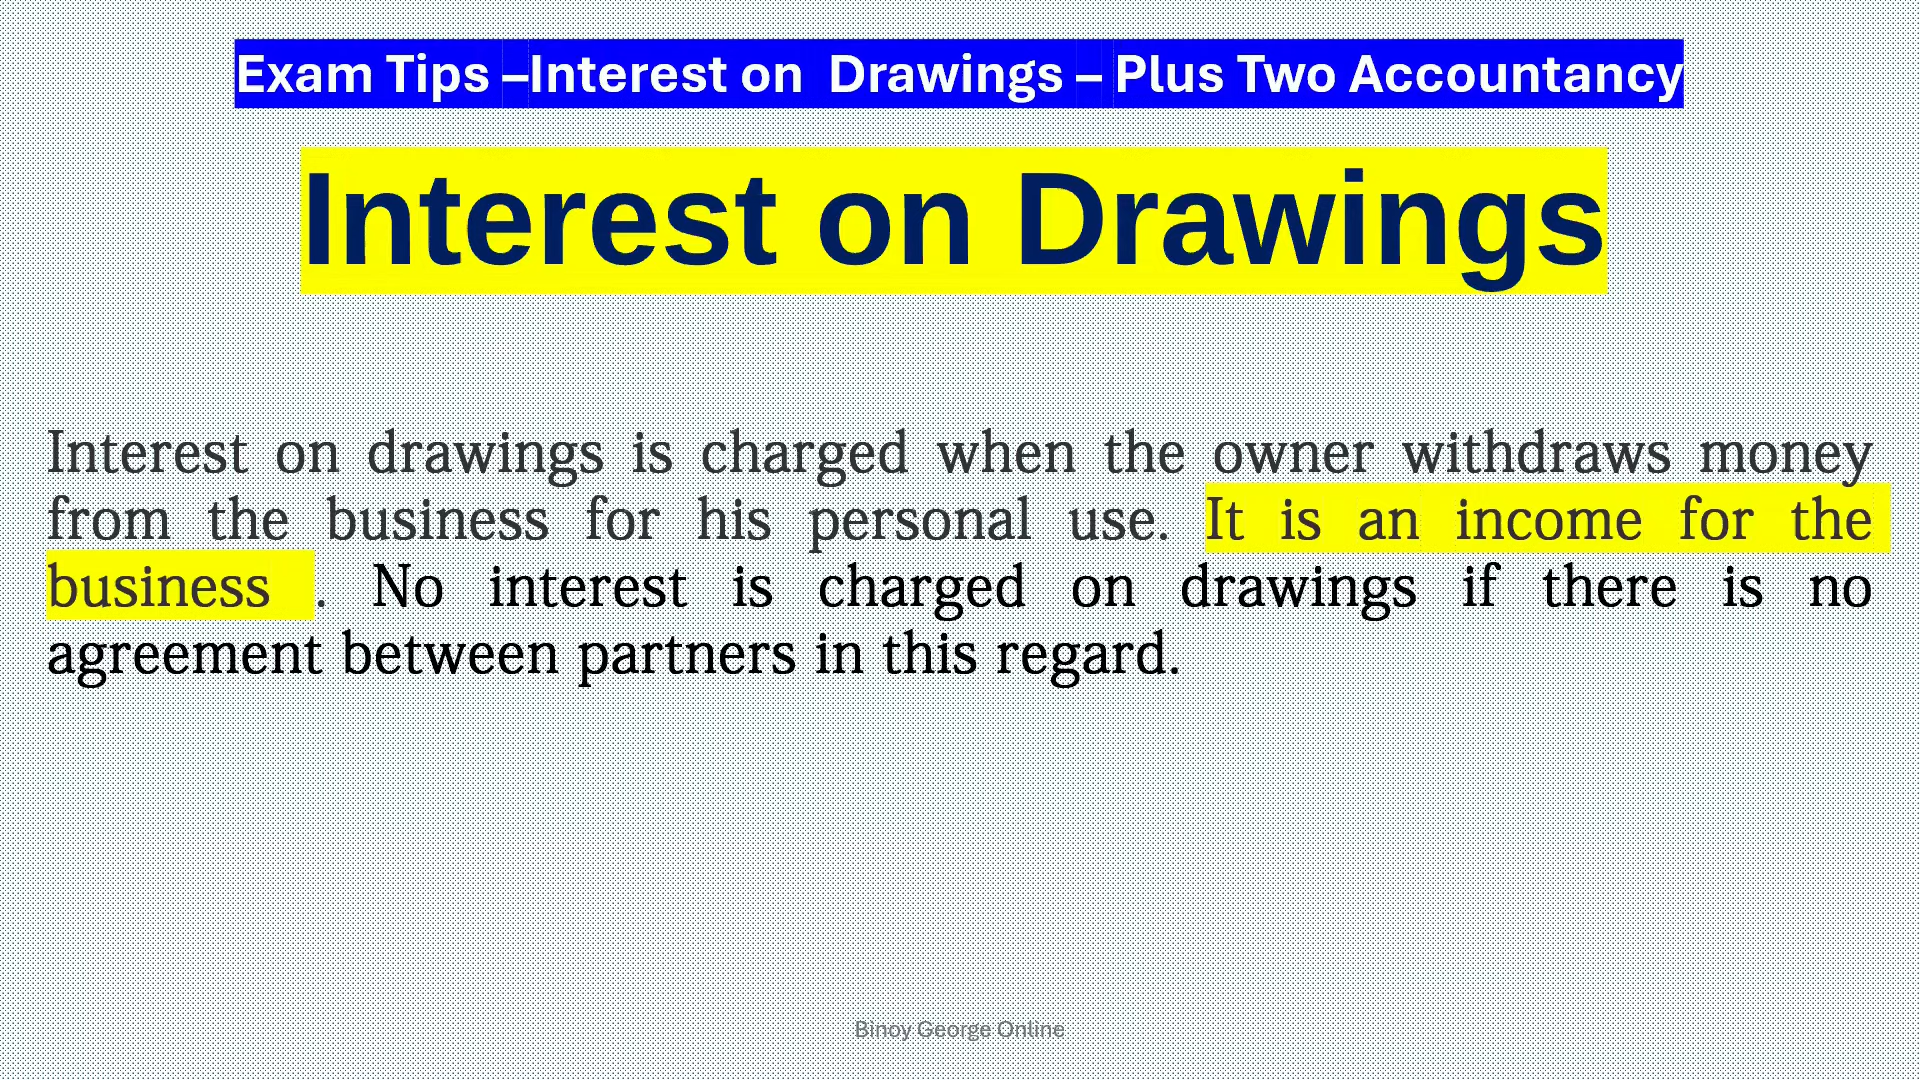 Exam Tips –Interest on  Drawings – Plus Two Accountancy
Interest on Drawings
Interest on drawings is charged when the owner withdraws money
from the business for his personal use. It is an income for the
business . No interest is charged on drawings if there is no
agreement between partners in this regard.
Binoy George Online